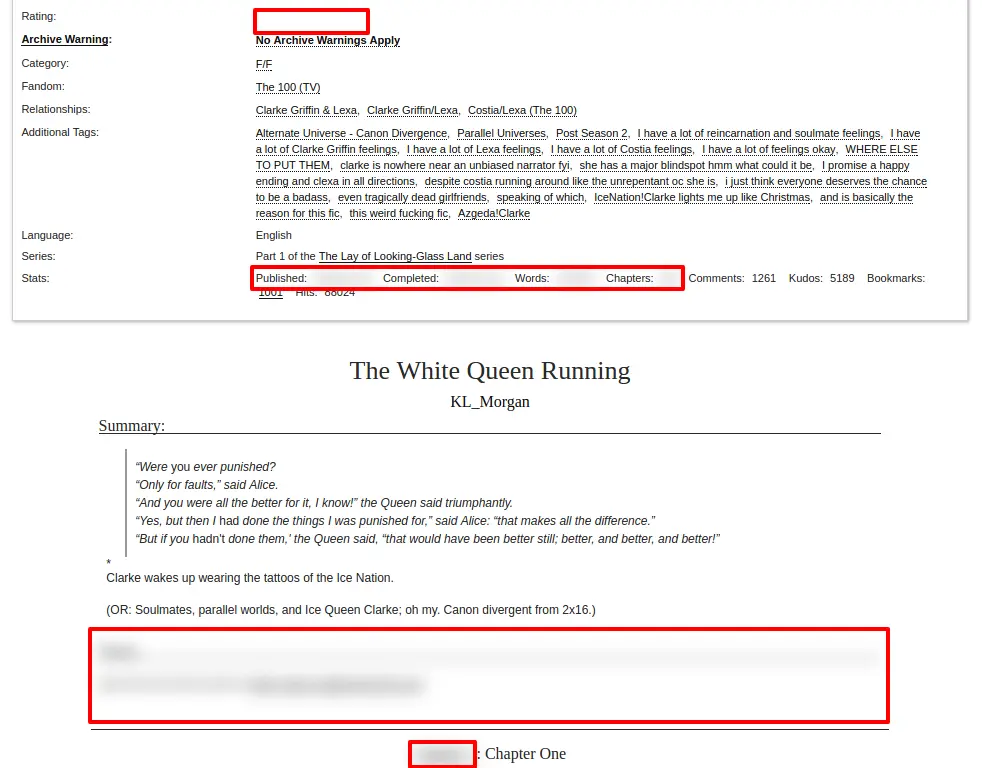 Rating:
Archive Warning: No Archive Warnings Apply
Category: F/F
Fandom: The 100 (TV)
Relationships: Clarke Griffin & Lexa, Clarke Griffin/Lexa, Costia/Lexa (The 100)
Additional Tags: Alternate Universe - Canon Divergence, Parallel Universes, Post Season 2, I have a lot of reincarnation and soulmate feelings, I have
a lot of Clarke Griffin feelings, I have a lot of Lexa feelings, I have a lot of Costia feelings, I have a lot of feelings okay, WHERE ELSE
TO PUT THEM, clarke is nowhere near an unbiased narrator fyi, she has a major blindspot hmm what could it be, I promise a happy
ending and clexa in all directions, despite costia running around like the unrepentant oc she is, i just think everyone deserves the chance
to be a badass, even tragically dead girlfriends, speaking of which, IceNation!Clarke lights me up like Christmas, and is basically the
reason for this fic, this weird fucking fic, Azgeda!Clarke
Language: English
Series: Part 1 of the The Lay of Looking-Glass Land series
Stats: Published: Completed: Words: Chapters: Comments: 1261 Kudos: 5189 Bookmarks:
1001 Hits: 88024
The White Queen Running
KL_Morgan
Summary:
“Were you ever punished?
“Only for faults,” said Alice.
“And you were all the better for it, I know!” the Queen said triumphantly.
“Yes, but then I had done the things I was punished for,” said Alice: “that makes all the difference.”
“But if you hadn’t done them,' the Queen said, “that would have been better still; better, and better, and better!”
*
Clarke wakes up wearing the tattoos of the Ice Nation.
(OR: Soulmates, parallel worlds, and Ice Queen Clarke; oh my. Canon divergent from 2x16.)
: Chapter One